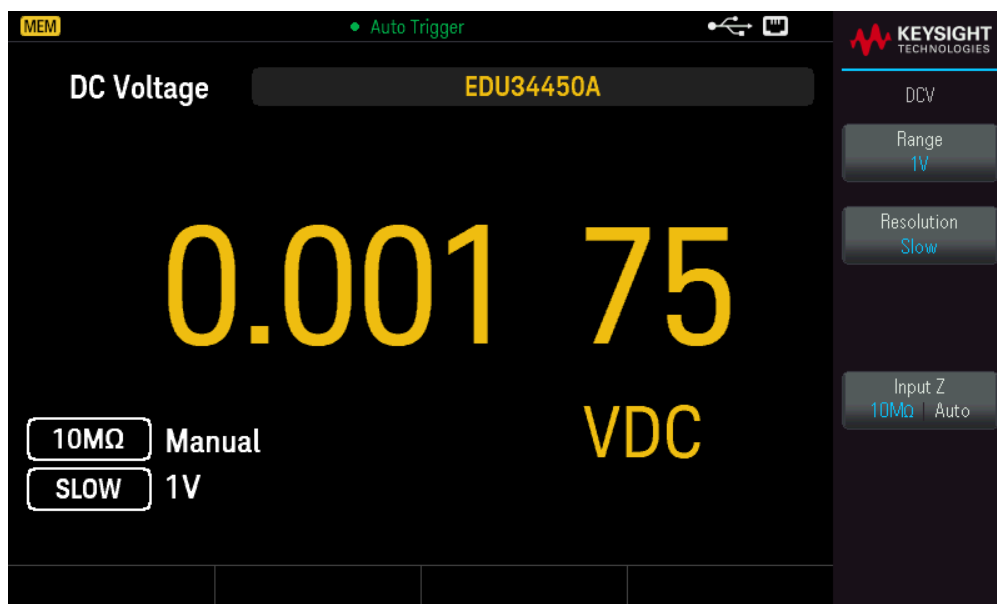 MEM
Auto Trigger
KEYSIGHT
TECHNOLOGIES
DC Voltage
EDU34450A
DCV
Range
1V
0.001 75
Resolution
Slow
VDC
Input Z
10MΩ | Auto
10MΩ Manual
SLOW 1V